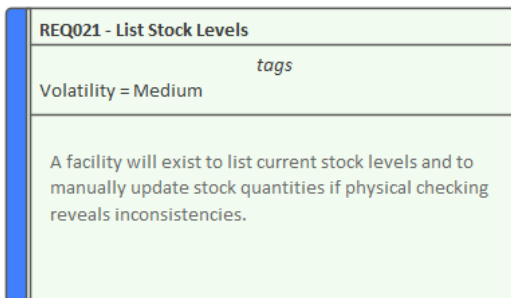 REQ021 - List Stock Levels
tags
Volatility = Medium
A facility will exist to list current stock levels and to
manually update stock quantities if physical checking
reveals inconsistencies.